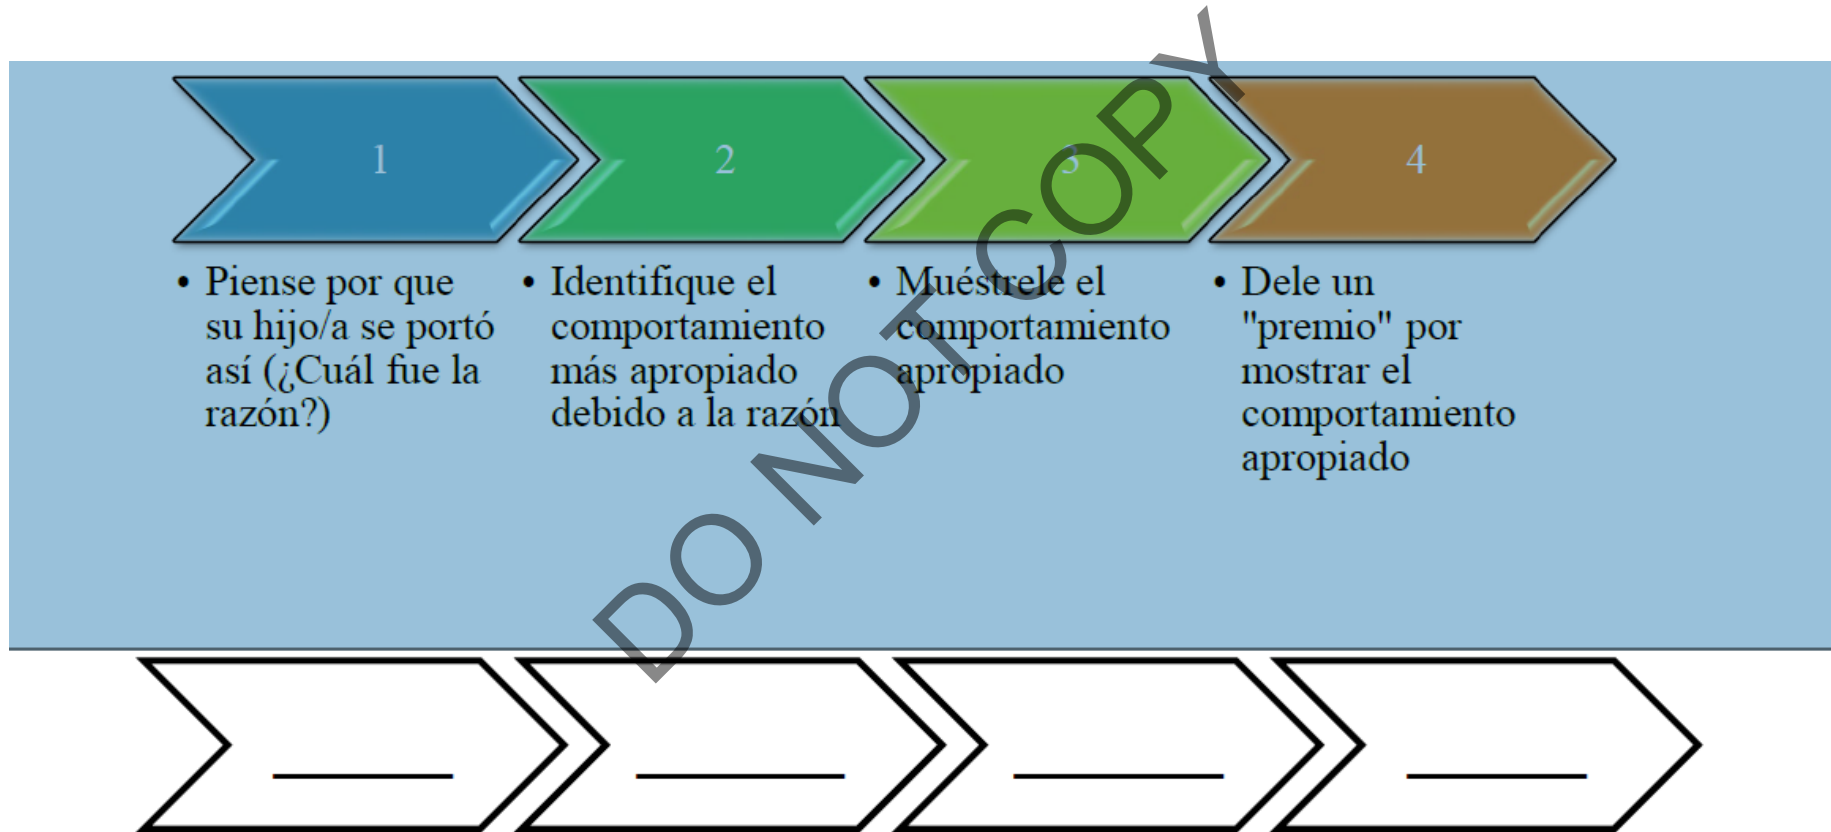 1
2
3
4
• Piense por que
su hijo/a se portó
así (¿Cuál fue la
razón?)
• Identifique el
comportamiento
más apropiado
debido a la razón
• Muéstrele el
comportamiento
apropiado
• Dele un
"premio" por
mostrar el
comportamiento
apropiado
DO NOT COPY